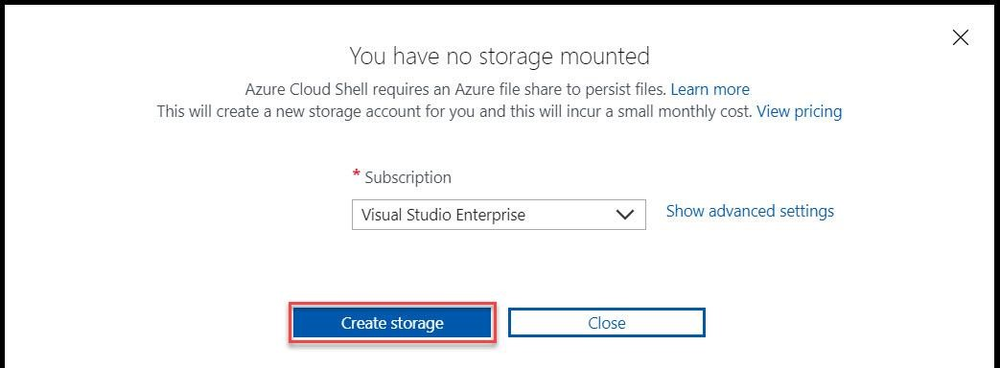 You have no storage mounted
Azure Cloud Shell requires an Azure file share to persist files. Learn more
This will create a new storage account for you and this will incur a small monthly cost. View pricing
* Subscription
Visual Studio Enterprise
Show advanced settings
Create storage
Close